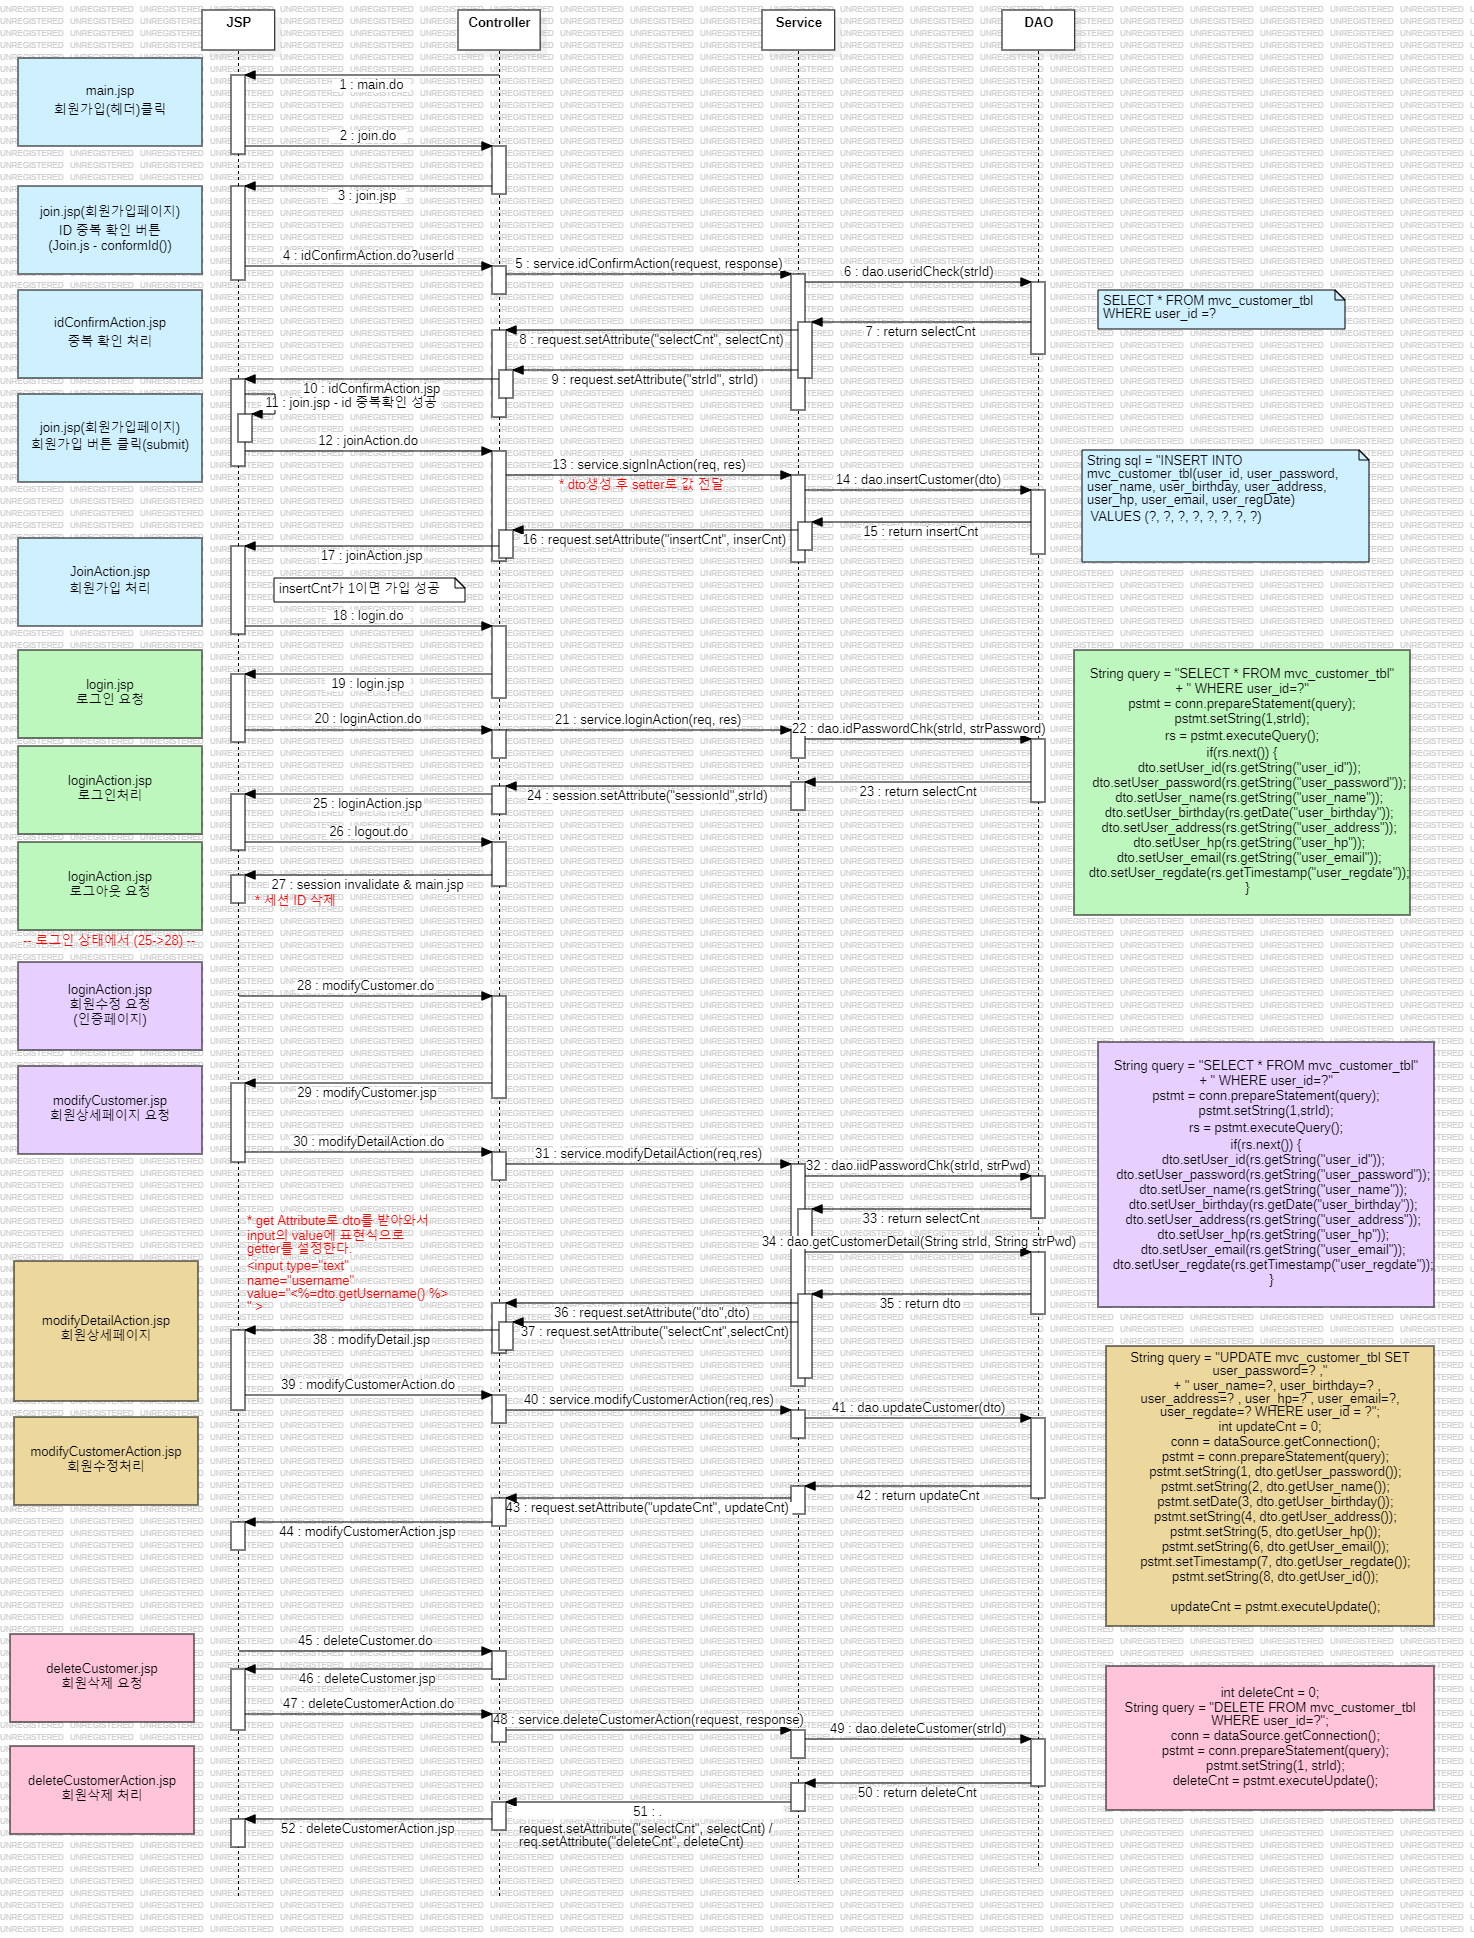 JSP
Controller
Service
DAO
main.jsp
회원가입(헤더)클릭
1 : main.do
2 : join.do
join.jsp(회원가입페이지)
ID 중복 확인 버튼
(Join.js - conformId())
3 : join.jsp
4 : idConfirmAction.do?userId
5 : service.idConfirmAction(request, response)
6 : dao.useridCheck(strId)
SELECT * FROM mvc_customer_tbl
WHERE user_id =?
idConfirmAction.jsp
중복 확인 처리
7 : return selectCnt
8 : request.setAttribute("selectCnt", selectCnt)
9 : request.setAttribute("strId", strId)
10 : idConfirmAction.jsp
11 : join.jsp - id 중복확인 성공
join.jsp(회원가입페이지)
회원가입 버튼 클릭(submit)
12 : joinAction.do
13 : service.signInAction(req, res)
* dto생성 후 setter로 값 전달
14 : dao.insertCustomer(dto)
String sql = "INSERT INTO
mvc_customer_tbl(user_id, user_password,
user_name, user_birthday, user_address,
user_hp, user_email, user_regDate)
VALUES (?, ?, ?, ?, ?, ?, ?, ?)
15 : return insertCnt
16 : request.setAttribute("insertCnt", inserCnt)
17 : joinAction.jsp
JoinAction.jsp
회원가입 처리
insertCnt가 1이면 가입 성공
18 : login.do
login.jsp
로그인 요청
19 : login.jsp
20 : loginAction.do
21 : service.loginAction(req, res)
22 : dao.idPasswordChk(strId, strPassword)
String query = "SELECT * FROM mvc_customer_tbl"
+ " WHERE user_id=?"
pstmt = conn.prepareStatement(query);
pstmt.setString(1,strId);
rs = pstmt.executeQuery();
if(rs.next()) {
dto.setUser_id(rs.getString("user_id"));
dto.setUser_password(rs.getString("user_password"));
dto.setUser_name(rs.getString("user_name"));
dto.setUser_birthday(rs.getDate("user_birthday"));
dto.setUser_address(rs.getString("user_address"));
dto.setUser_hp(rs.getString("user_hp"));
dto.setUser_email(rs.getString("user_email"));
dto.setUser_regdate(rs.getTimestamp("user_regdate"));
}
loginAction.jsp
로그인처리
23 : return selectCnt
24 : session.setAttribute("sessionId",strId)
25 : loginAction.jsp
26 : logout.do
loginAction.jsp
로그아웃 요청
27 : session invalidate & main.jsp
* 세션 ID 삭제
-- 로그인 상태에서 (25->28) --
loginAction.jsp
회원수정 요청
(인증페이지)
28 : modifyCustomer.do
modifyCustomer.jsp
회원상세페이지 요청
29 : modifyCustomer.jsp
30 : modifyDetailAction.do
31 : service.modifyDetailAction(req,res)
32 : dao.iidPasswordChk(strId, strPwd)
String query = "SELECT * FROM mvc_customer_tbl"
+ " WHERE user_id=?"
pstmt = conn.prepareStatement(query);
pstmt.setString(1,strId);
rs = pstmt.executeQuery();
if(rs.next()) {
dto.setUser_id(rs.getString("user_id"));
dto.setUser_password(rs.getString("user_password"));
dto.setUser_name(rs.getString("user_name"));
dto.setUser_birthday(rs.getDate("user_birthday"));
dto.setUser_address(rs.getString("user_address"));
dto.setUser_hp(rs.getString("user_hp"));
dto.setUser_email(rs.getString("user_email"));
dto.setUser_regdate(rs.getTimestamp("user_regdate"));
}
33 : return selectCnt
34 : dao.getCustomerDetail(String strId, String strPwd)
* get Attribute로 dto를 받아와서
input의 value에 표현식으로
getter를 설정한다.
<input type="text"
name="username"
value="<%=dto.getUsername() %>
" >
35 : return dto
36 : request.setAttribute("dto",dto)
37 : request.setAttribute("selectCnt",selectCnt)
38 : modifyDetail.jsp
modifyDetailAction.jsp
회원상세페이지
39 : modifyCustomerAction.do
40 : service.modifyCustomerAction(req,res)
41 : dao.updateCustomer(dto)
String query = "UPDATE mvc_customer_tbl SET
user_password=? ,"
+ " user_name=?, user_birthday=? ,
user_address=? , user_hp=? , user_email=?,
user_regdate=? WHERE user_id = ?";
int updateCnt = 0;
conn = dataSource.getConnection();
pstmt = conn.prepareStatement(query);
pstmt.setString(1, dto.getUser_password());
pstmt.setString(2, dto.getUser_name());
pstmt.setDate(3, dto.getUser_birthday());
pstmt.setString(4, dto.getUser_address());
pstmt.setString(5, dto.getUser_hp());
pstmt.setString(6, dto.getUser_email());
pstmt.setTimestamp(7, dto.getUser_regdate());
pstmt.setString(8, dto.getUser_id());
updateCnt = pstmt.executeUpdate();
modifyCustomerAction.jsp
회원수정처리
42 : return updateCnt
43 : request.setAttribute("updateCnt", updateCnt)
44 : modifyCustomerAction.jsp
deleteCustomer.jsp
회원삭제 요청
45 : deleteCustomer.do
46 : deleteCustomer.jsp
47 : deleteCustomerAction.do
48 : service.deleteCustomerAction(request, response)
49 : dao.deleteCustomer(strId)
int deleteCnt = 0;
String query = "DELETE FROM mvc_customer_tbl
WHERE user_id=?";
conn = dataSource.getConnection();
pstmt = conn.prepareStatement(query);
pstmt.setString(1, strId);
deleteCnt = pstmt.executeUpdate();
deleteCustomerAction.jsp
회원삭제 처리
50 : return deleteCnt
51 : .
request.setAttribute("selectCnt", selectCnt) /
req.setAttribute("deleteCnt", deleteCnt)
52 : deleteCustomerAction.jsp